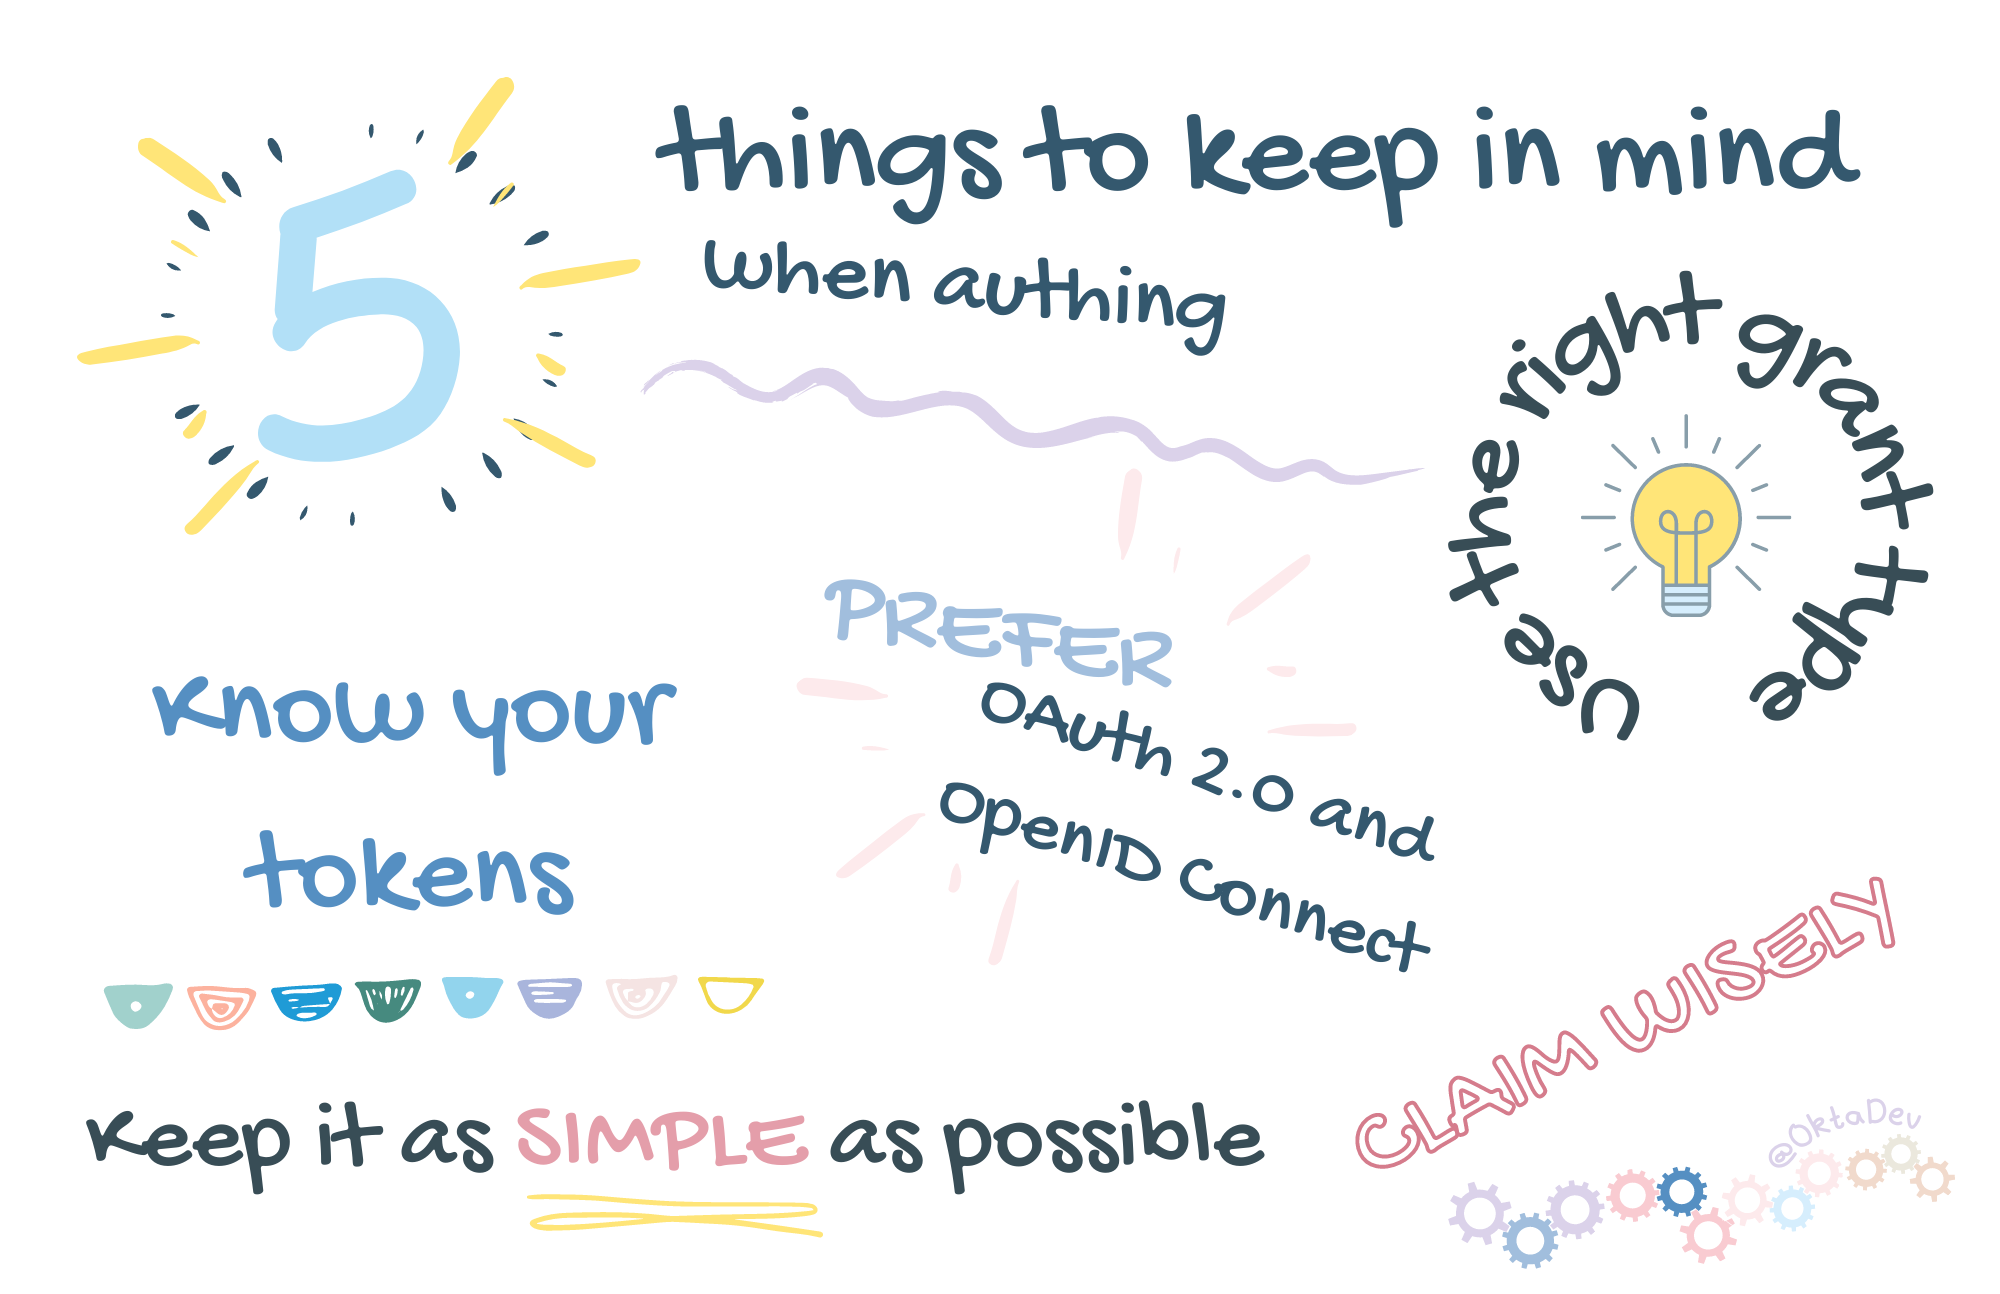 5 things to keep in mind
when authing
Use the right grant type
PREFER
OAuth 2.0 and
OpenID Connect
Know your
tokens
CLAIM WISELY
Keep it as SIMPLE as possible
@OktaDev